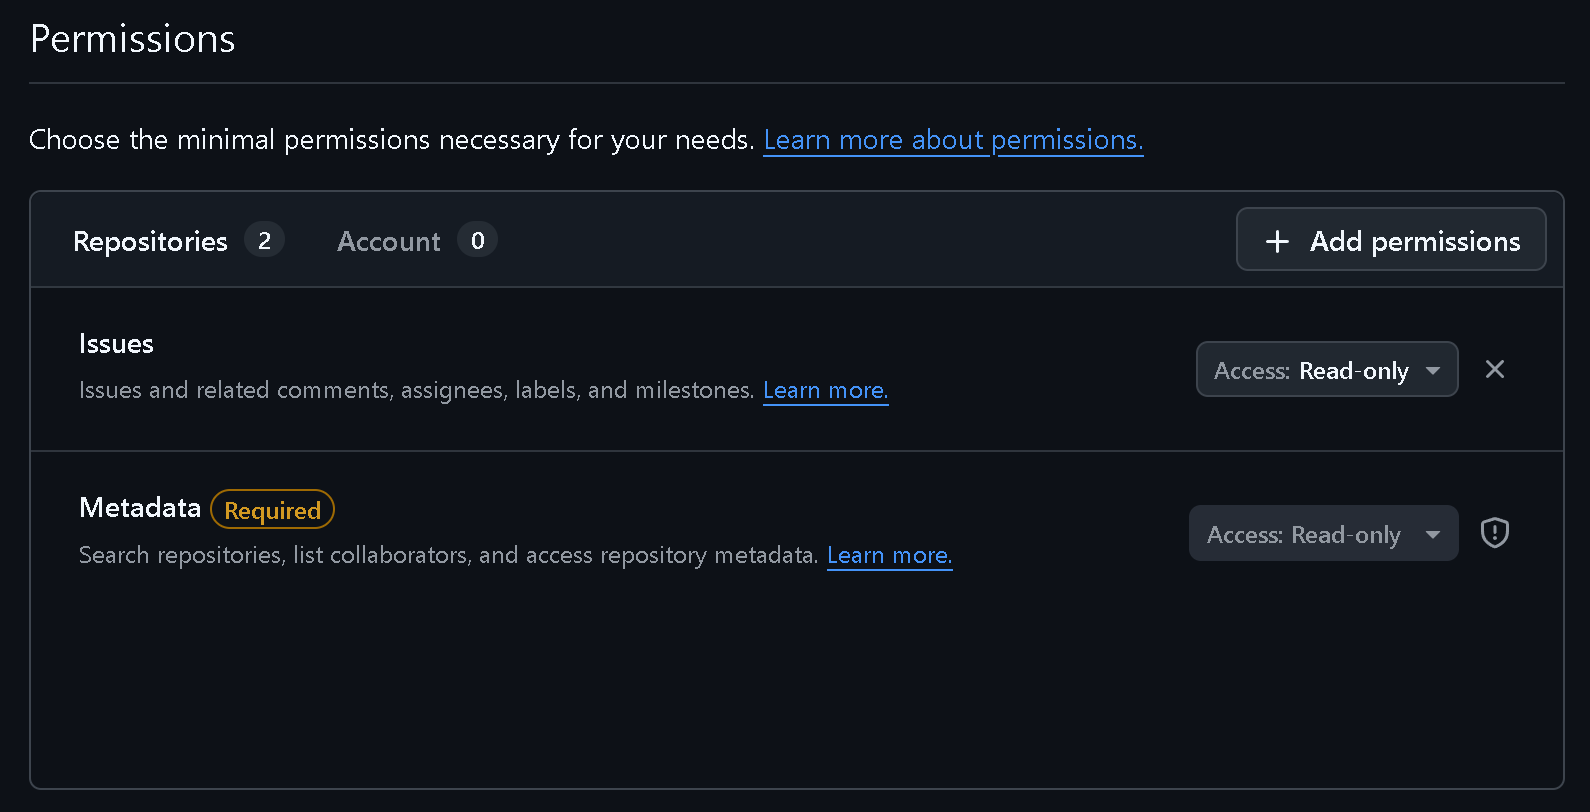 Permissions
Choose the minimal permissions necessary for your needs. Learn more about permissions.
Repositories 2 Account 0 + Add permissions
Issues
Issues and related comments, assignees, labels, and milestones. Learn more.
Access: Read-only
Metadata Required
Search repositories, list collaborators, and access repository metadata. Learn more.
Access: Read-only